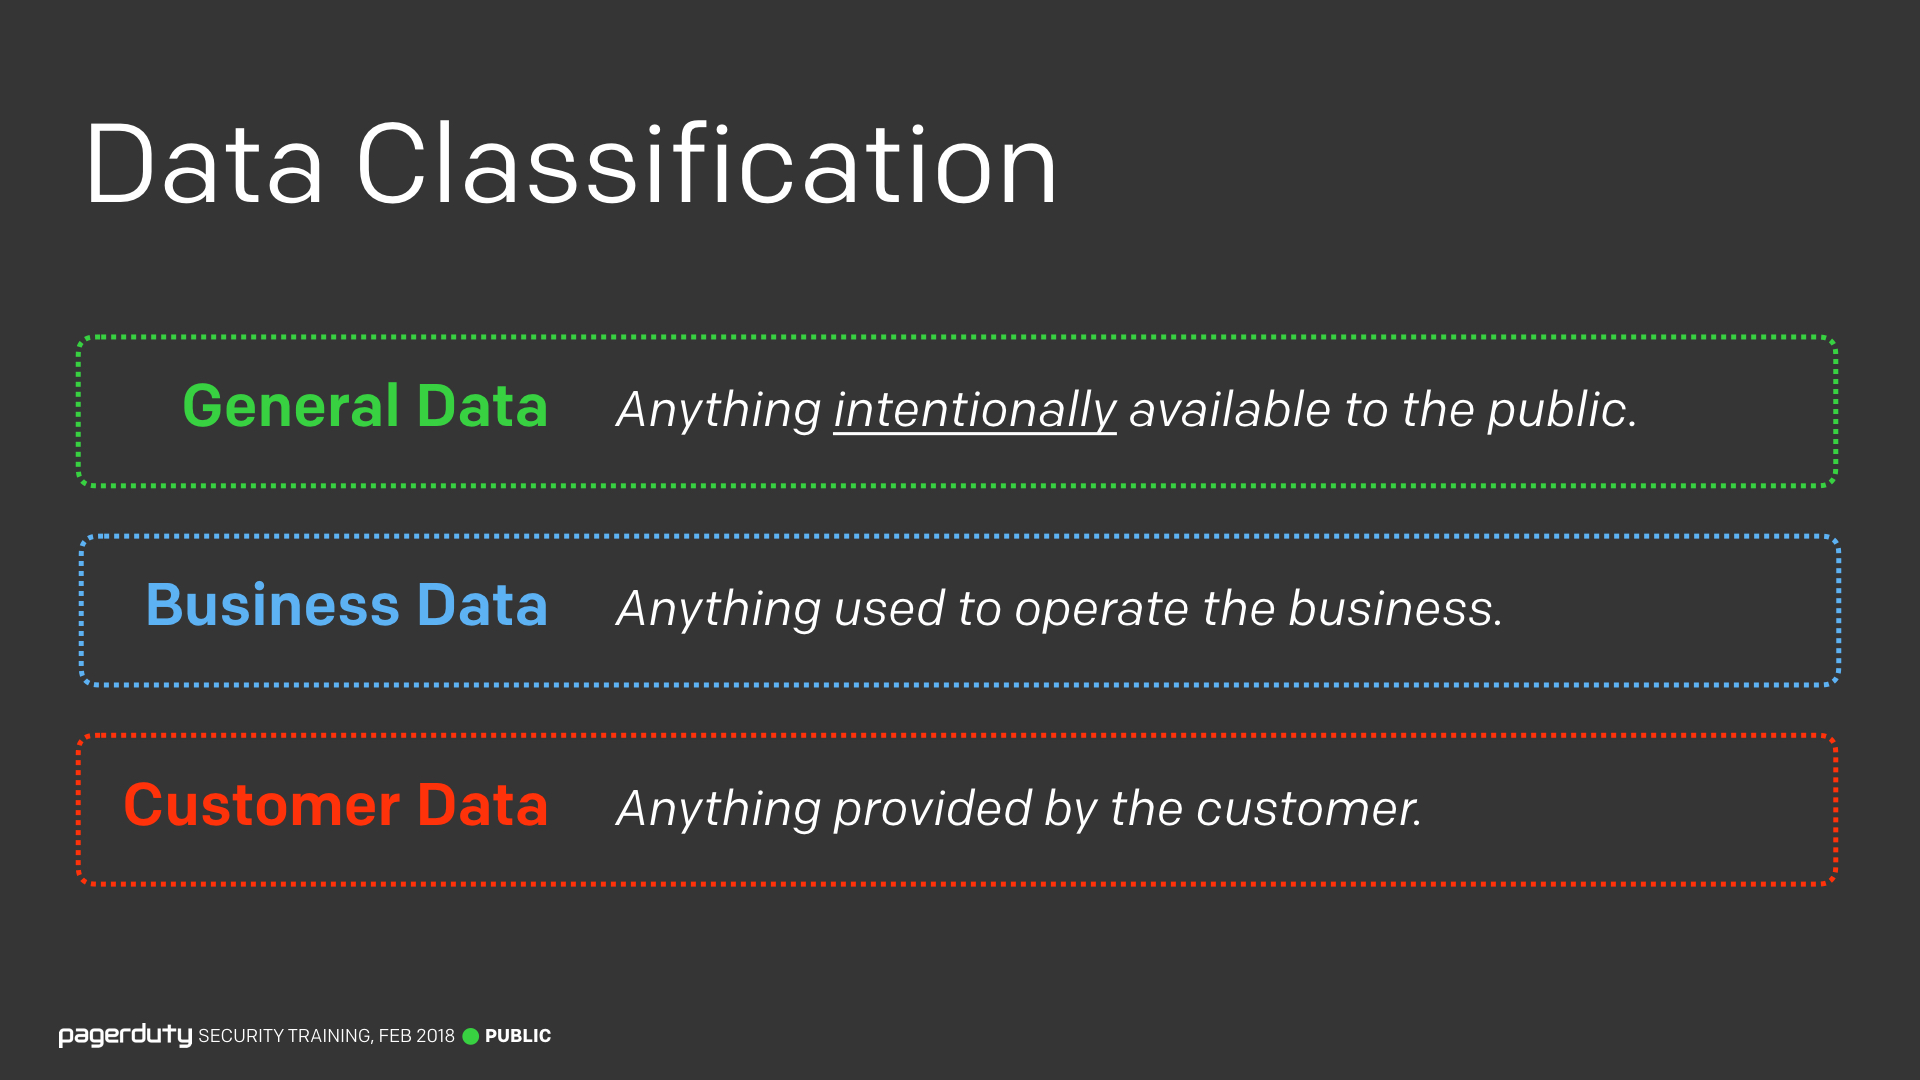 Data Classification
General Data Anything intentionally available to the public.
Business Data Anything used to operate the business.
Customer Data Anything provided by the customer.
pagerduty SECURITY TRAINING, FEB 2018 PUBLIC